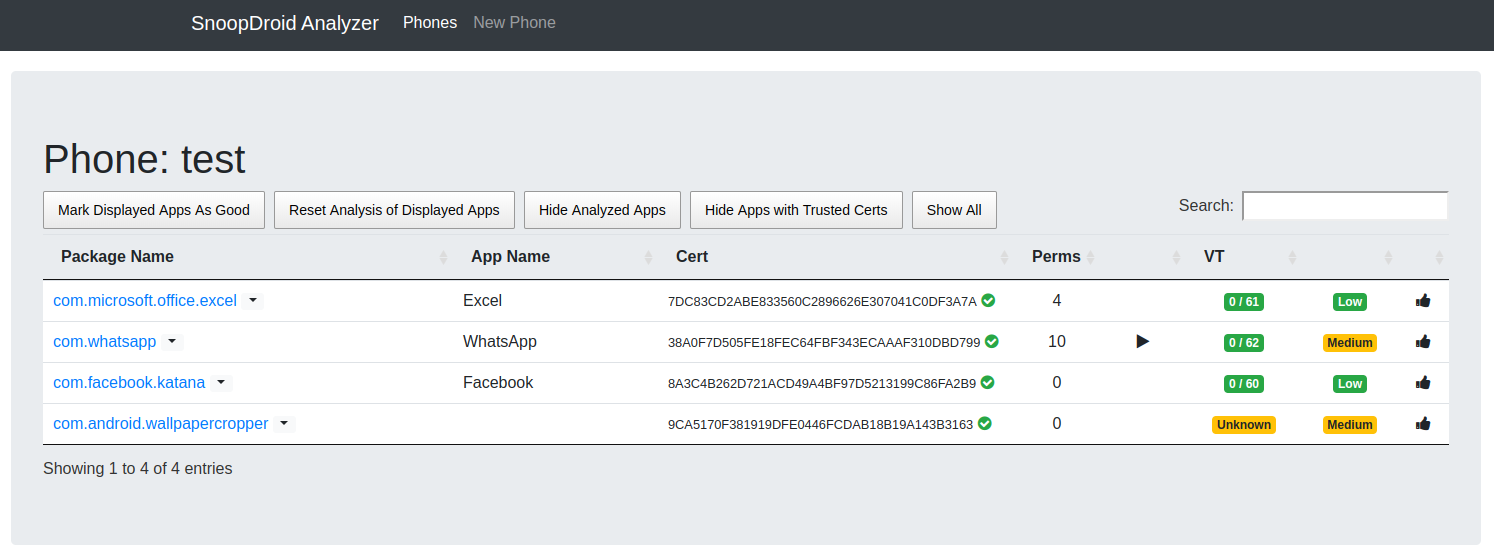 SnoopDroid Analyzer Phones New Phone
Phone: test
Mark Displayed Apps As Good Reset Analysis of Displayed Apps Hide Analyzed Apps Hide Apps with Trusted Certs Show All Search:
Package Name App Name Cert Perms VT
com.microsoft.office.excel Excel 7DC83CD2ABE833560C2896626E307041C0DF3A7A 4 0 / 61 Low
com.whatsapp WhatsApp 38A0F7D505FE18FEC64FBF343ECAAAF310DBD799 10 0 / 62 Medium
com.facebook.katana Facebook 8A3C4B262D721ACD49A4BF97D5213199C86FA2B9 0 0 / 60 Low
com.android.wallpapercropper 9CA5170F381919DFE0446FCDAB18B19A143B3163 0 Unknown Medium
Showing 1 to 4 of 4 entries